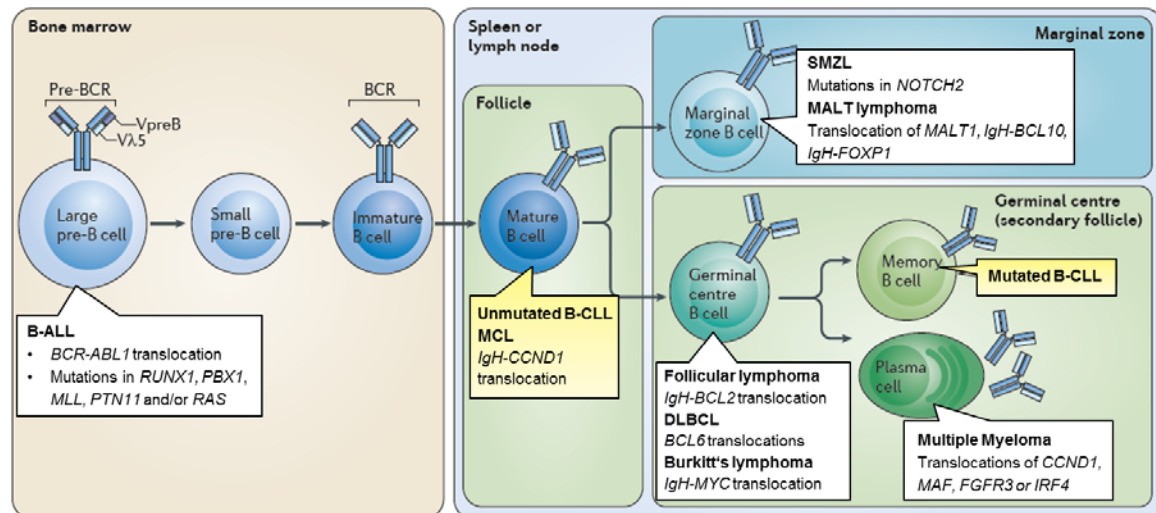 Bone marrow
Pre-BCR
VpreB
Vλ5
BCR
Large
pre-B cell
Small
pre-B cell
Immature
B cell
B-ALL
• BCR-ABL1 translocation
• Mutations in RUNX1, PBX1,
MLL, PTN11 and/or RAS
Spleen or
lymph node
Follicle
Mature
B cell
Unmutated B-CLL
MCL
IgH-CCND1
translocation
Marginal zone
Marginal
zone B cell
SMZL
Mutations in NOTCH2
MALT lymphoma
Translocation of MALT1, IgH-BCL10,
IgH-FOXP1
Germinal centre
(secondary follicle)
Germinal
centre
B cell
Follicular lymphoma
IgH-BCL2 translocation
DLBCL
BCL6 translocations
Burkitt‘s lymphoma
IgH-MYC translocation
Memory
B cell
Mutated B-CLL
Plasma
cell
Multiple Myeloma
Translocations of CCND1,
MAF, FGFR3 or IRF4